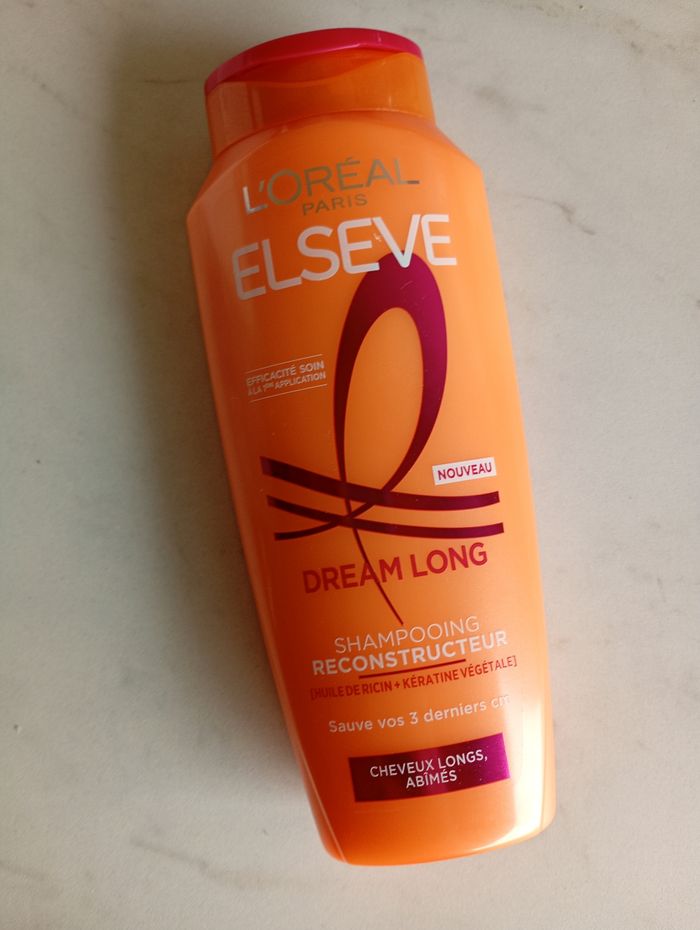 L'ORÉAL
PARIS
ELSEVE
EFFICACITÉ SOIN
À LA 1ÈRE APPLICATION
NOUVEAU
DREAM LONG
SHAMPOOING
RECONSTRUCTEUR
[HUILE DE RICIN + KÉRATINE VÉGÉTALE]
Sauve vos 3 derniers cm
CHEVEUX LONGS,
ABÎMÉS